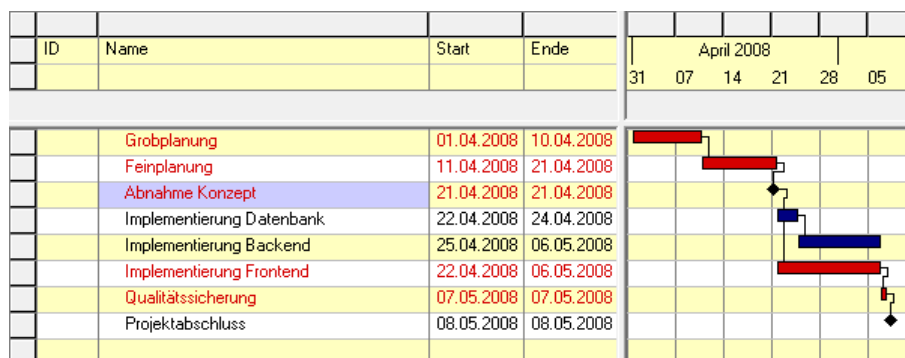 ID Name Start Ende April 2008
31 07 14 21 28 05
Grobplanung 01.04.2008 10.04.2008
Feinplanung 11.04.2008 21.04.2008
Abnahme Konzept 21.04.2008 21.04.2008
Implementierung Datenbank 22.04.2008 24.04.2008
Implementierung Backend 25.04.2008 06.05.2008
Implementierung Frontend 22.04.2008 06.05.2008
Qualitätssicherung 07.05.2008 07.05.2008
Projektabschluss 08.05.2008 08.05.2008